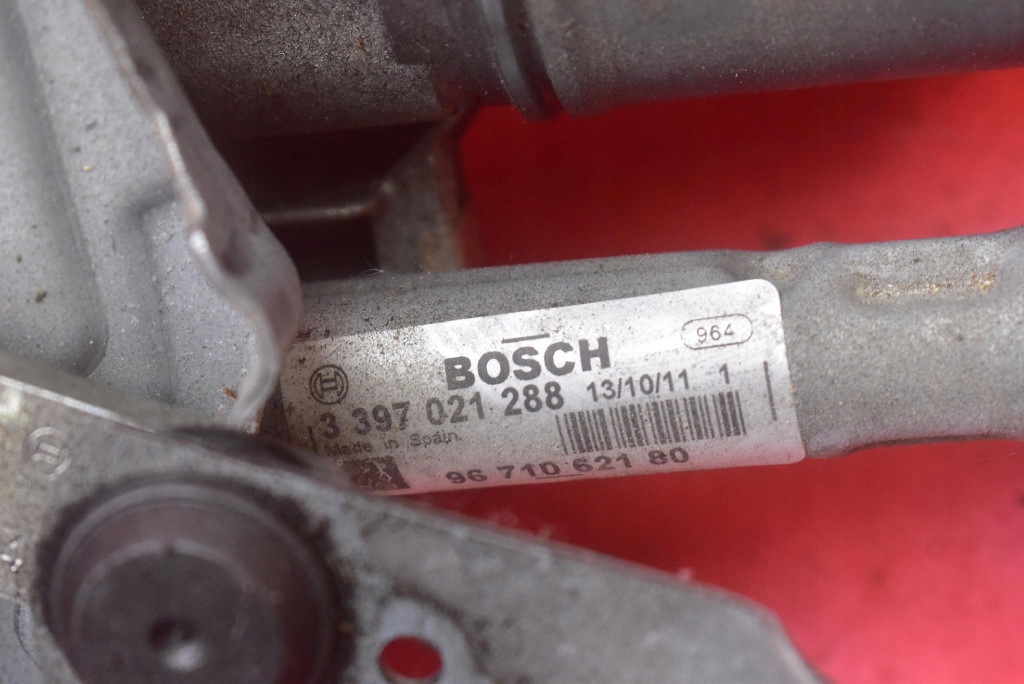 964
BOSCH
3 397 021 288 13/10/11 1
Made in Spain.
96 710 621 80